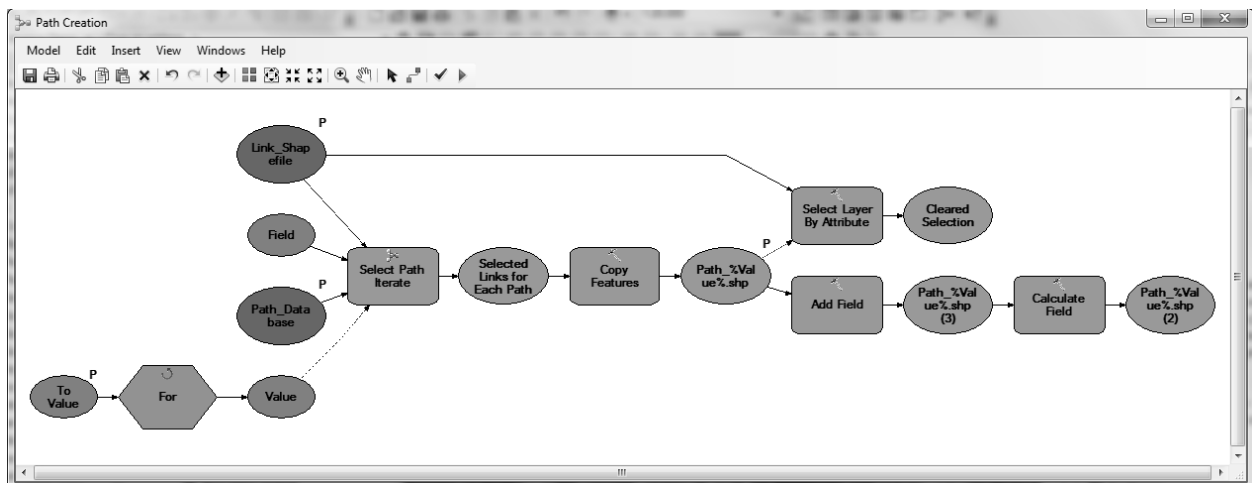 Path Creation
Model Edit Insert View Windows Help
P
Link_Shap
efile
Field
P
Path_Data
base
P
To
Value
For
Value
Select Path
Iterate
Selected
Links for
Each Path
Copy
Features
P
Path_%Val
ue%.shp
Select Layer
By Attribute
Cleared
Selection
Add Field
Path_%Val
ue%.shp
(3)
Calculate
Field
Path_%Val
ue%.shp
(2)